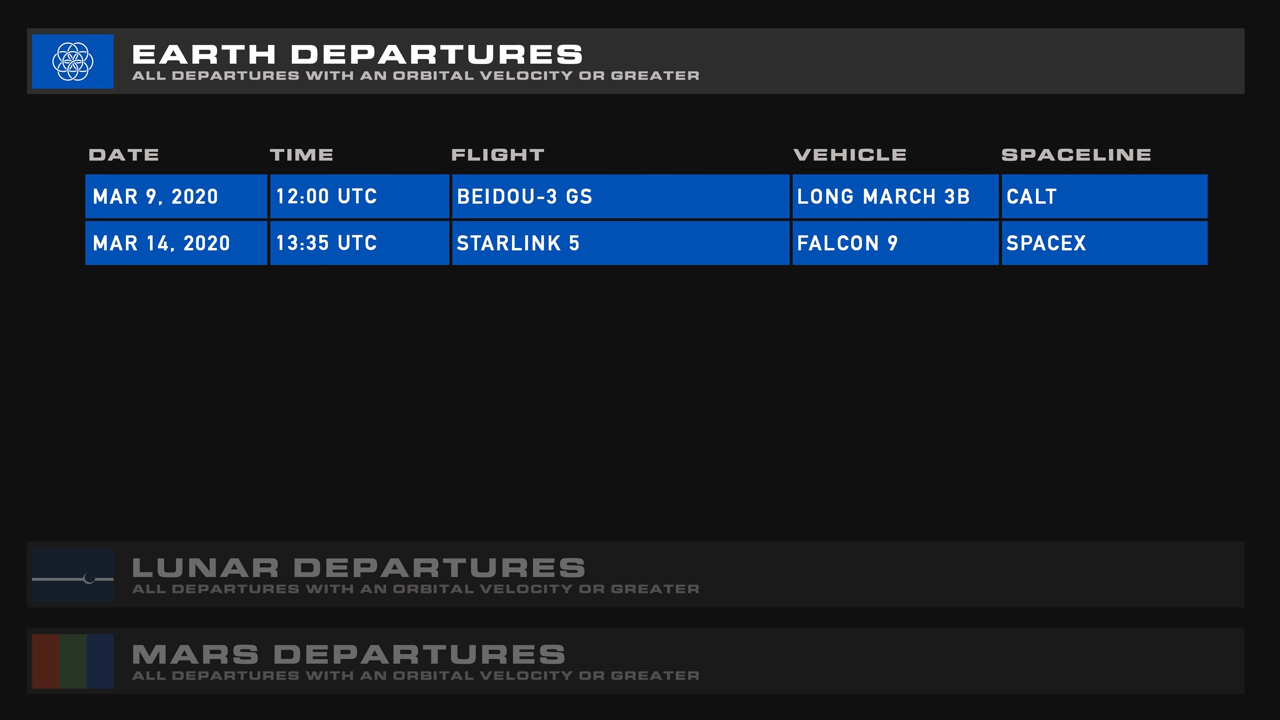 EARTH DEPARTURES
ALL DEPARTURES WITH AN ORBITAL VELOCITY OR GREATER
DATE TIME FLIGHT VEHICLE SPACELINE
MAR 9, 2020 12:00 UTC BEIDOU-3 GS LONG MARCH 3B CALT
MAR 14, 2020 13:35 UTC STARLINK 5 FALCON 9 SPACEX
LUNAR DEPARTURES
ALL DEPARTURES WITH AN ORBITAL VELOCITY OR GREATER
MARS DEPARTURES
ALL DEPARTURES WITH AN ORBITAL VELOCITY OR GREATER